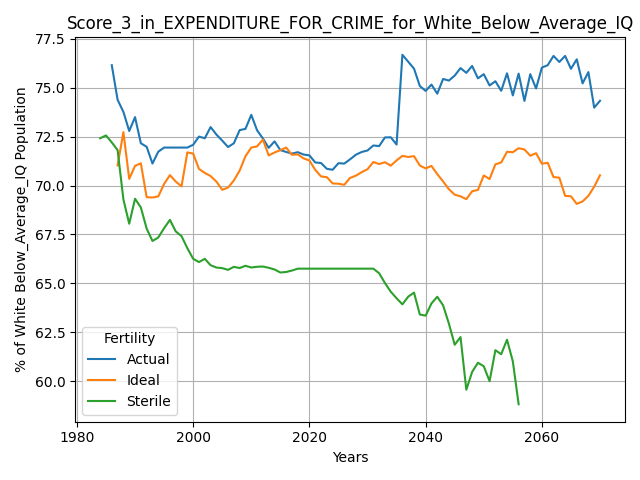 Score_3_in_EXPENDITURE_FOR_CRIME_for_White_Below_Average_IQ
% of White Below_Average_IQ Population
77.5
75.0
72.5
70.0
67.5
65.0
62.5
60.0
Fertility
Actual
Ideal
Sterile
1980
2000
2020
2040
2060
Years